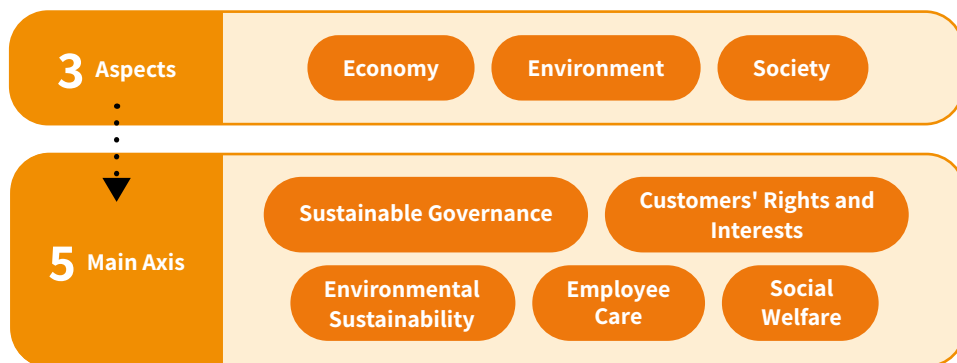 3 Aspects
Economy
Environment
Society
5 Main Axis
Sustainable Governance
Customers' Rights and
Interests
Environmental
Sustainability
Employee
Care
Social
Welfare